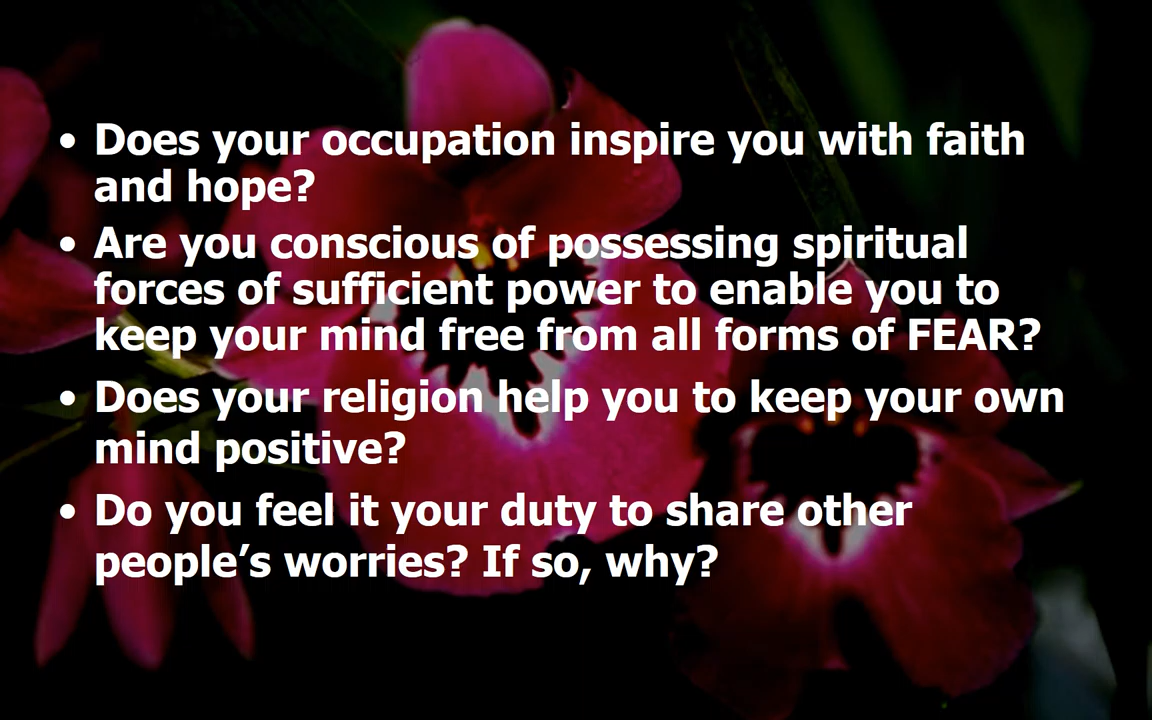 • Does your occupation inspire you with faith
and hope?
• Are you conscious of possessing spiritual
forces of sufficient power to enable you to
keep your mind free from all forms of FEAR?
• Does your religion help you to keep your own
mind positive?
• Do you feel it your duty to share other
people’s worries? If so, why?